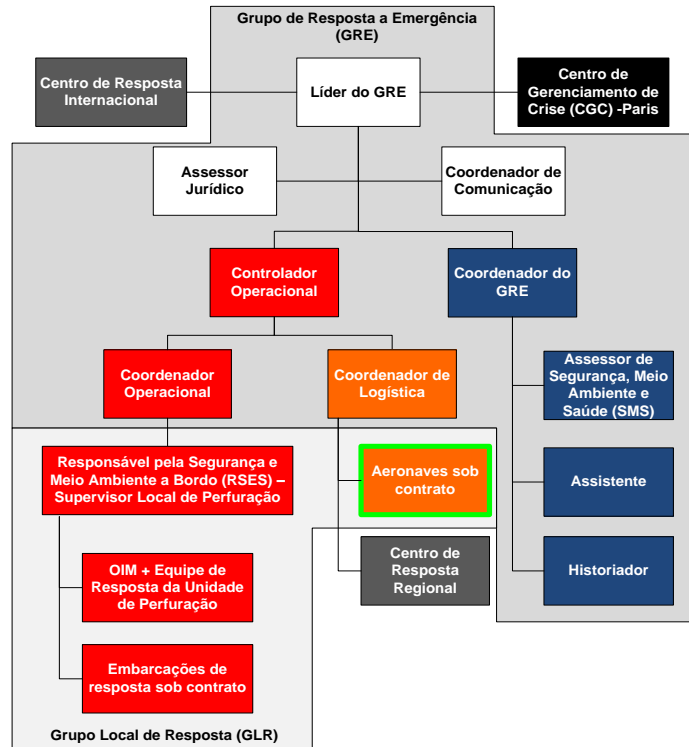 Grupo de Resposta a Emergência
(GRE)
Centro de Resposta
Internacional
Líder do GRE
Centro de
Gerenciamento de
Crise (CGC) -Paris
Assessor
Jurídico
Coordenador de
Comunicação
Controlador
Operacional
Coordenador do
GRE
Coordenador
Operacional
Coordenador de
Logística
Assessor de
Segurança, Meio
Ambiente e
Saúde (SMS)
Responsável pela Segurança e
Meio Ambiente a Bordo (RSES) –
Supervisor Local de Perfuração
Aeronaves sob
contrato
Assistente
OIM + Equipe de
Resposta da Unidade
de Perfuração
Centro de
Resposta
Regional
Historiador
Embarcações de
resposta sob contrato
Grupo Local de Resposta (GLR)